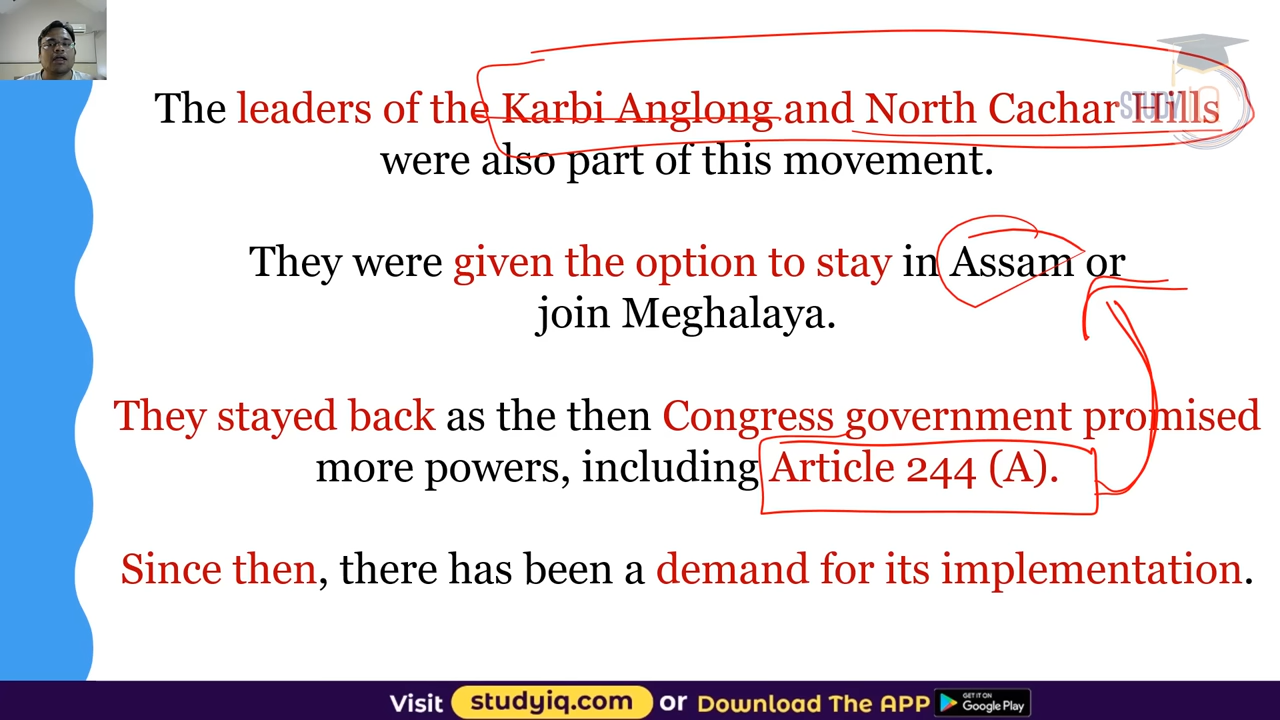 The leaders of the Karbi Anglong and North Cachar Hills
were also part of this movement.
They were given the option to stay in Assam or
join Meghalaya.
They stayed back as the then Congress government promised
more powers, including Article 244 (A).
Since then, there has been a demand for its implementation.
STUDY
Visit studyiq.com or Download The APP GET IT ON Google Play